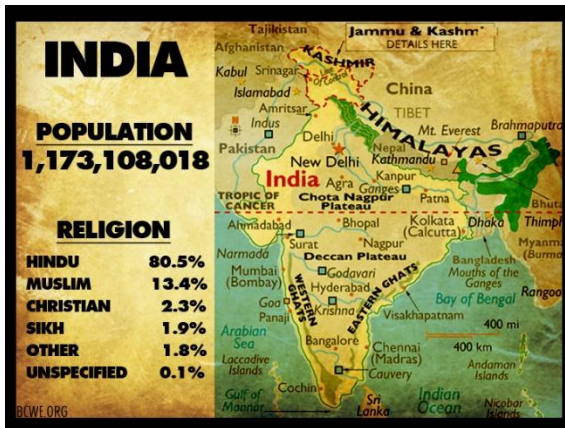 INDIA
POPULATION
1,173,108,018
RELIGION
HINDU 80.5%
MUSLIM 13.4%
CHRISTIAN 2.3%
SIKH 1.9%
OTHER 1.8%
UNSPECIFIED 0.1%
BCWE.ORG
Tajikistan
Jammu & Kashm
DETAILS HERE
Afghanistan
KASHMIR
Kabul
Srinagar
Line
Of Control
China
Islamabad
Amritsar
TIBET
Indus
HIMALAYAS
Mt. Everest
Brahmaputra
Delhi
Pakistan
New Delhi
Nepal
Kathmandu
India
Agra
Kanpur
Ganges
Patna
TROPIC OF
CANCER
Chota Nagpur
Plateau
Bhuta
Ahmadabad
Bhopal
Kolkata
(Calcutta)
Dhaka
Thimph
Surat
Nagpur
Myanma
(Burma
Narmada
Deccan Plateau
Bangladesh
Mouths of the
Ganges
Mumbai
(Bombay)
Godavari
Hyderabad
WESTERN
GHATS
EASTERN GHATS
Rangoo
Goa
Panaji
Krishna
Bay of Bengal
Visakhapatnam
Arabian
Sea
400 mi
400 km
Bangalore
Chennai
(Madras)
Laccadive
Islands
Cauvery
Andaman
Islands
Cochin
Gulf of
Mannar
Sri
Lanka
Indian
Ocean
Nicobar
Islands